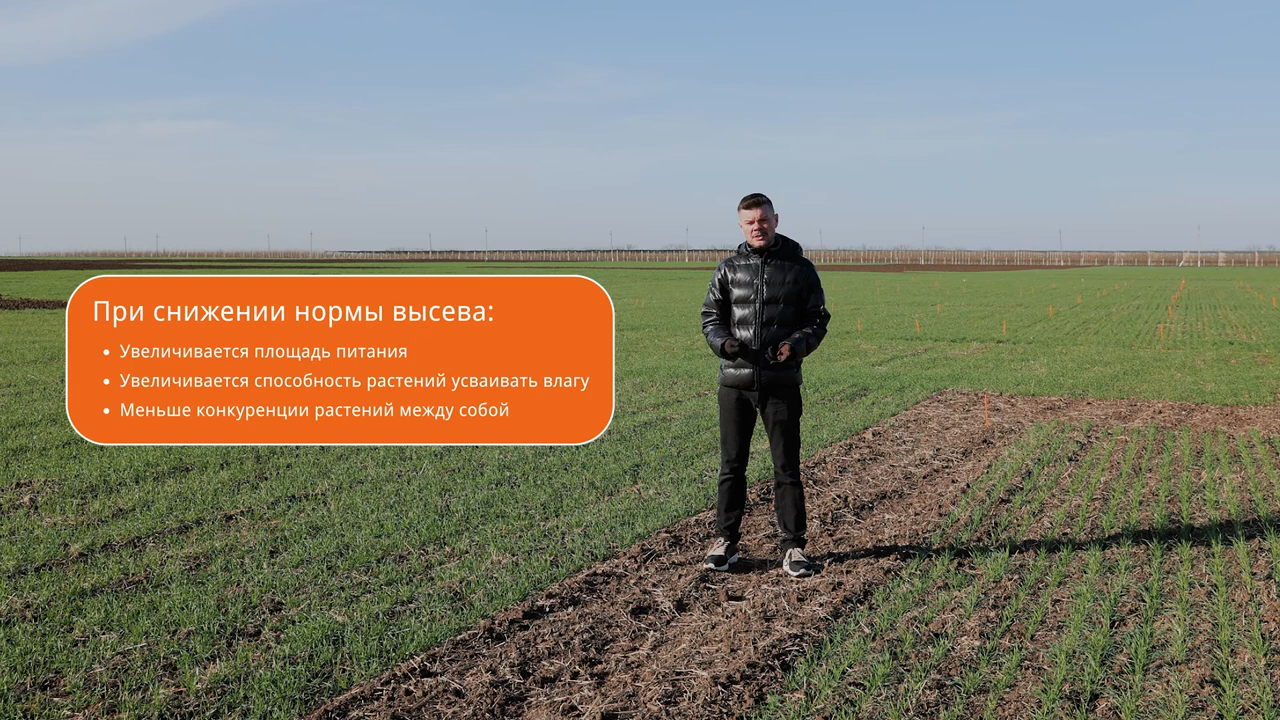 При снижении нормы высева:
• Увеличивается площадь питания
• Увеличивается способность растений усваивать влагу
• Меньше конкуренции растений между собой